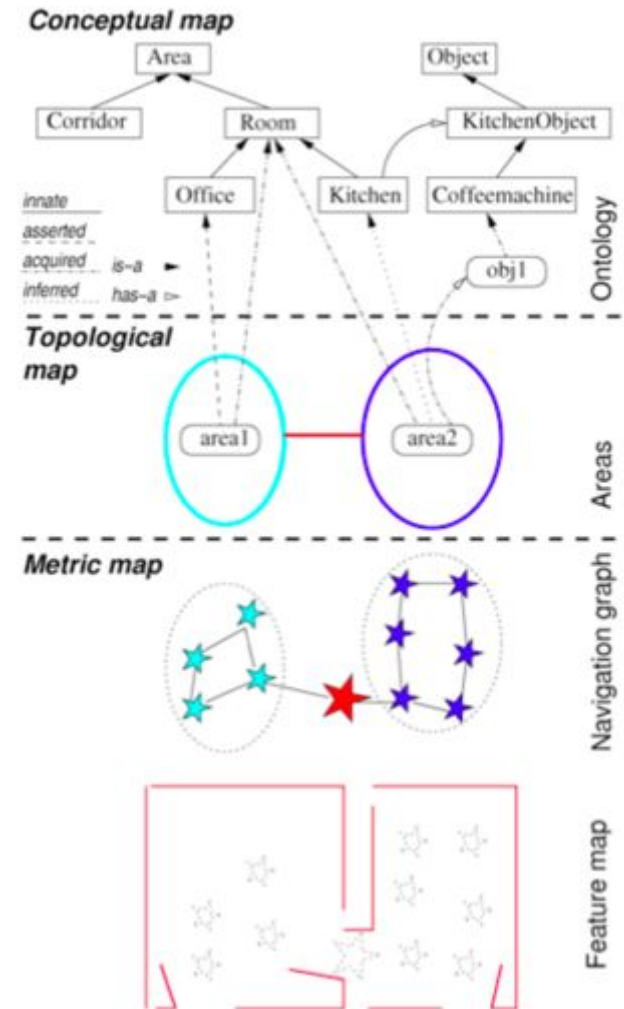 Conceptual map
Area
Object
Corridor
Room
KitchenObject
Office
Kitchen
Coffeemachine
innate
asserted
acquired is-a
inferred has-a
obj1
Ontology
Topological
map
area1
area2
Areas
Metric map
Navigation graph
Feature map